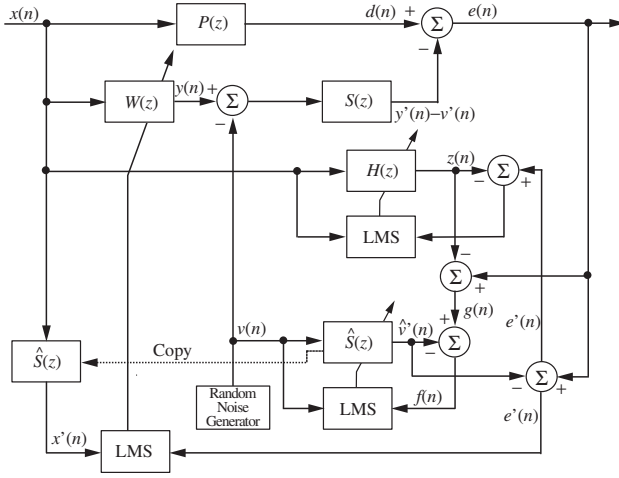 x(n)
P(z)
d(n) +
Σ
e(n)
−
W(z)
y(n) +
Σ
−
S(z)
y'(n)−v'(n)
H(z)
z(n)
−
Σ
+
LMS
−
Σ
+
g(n)
v(n)
Ŝ(z)
v̂'(n)
+
−
Σ
e'(n)
Ŝ(z)
Copy
−
Σ
+
Random
Noise
Generator
LMS
f(n)
e'(n)
x'(n)
LMS